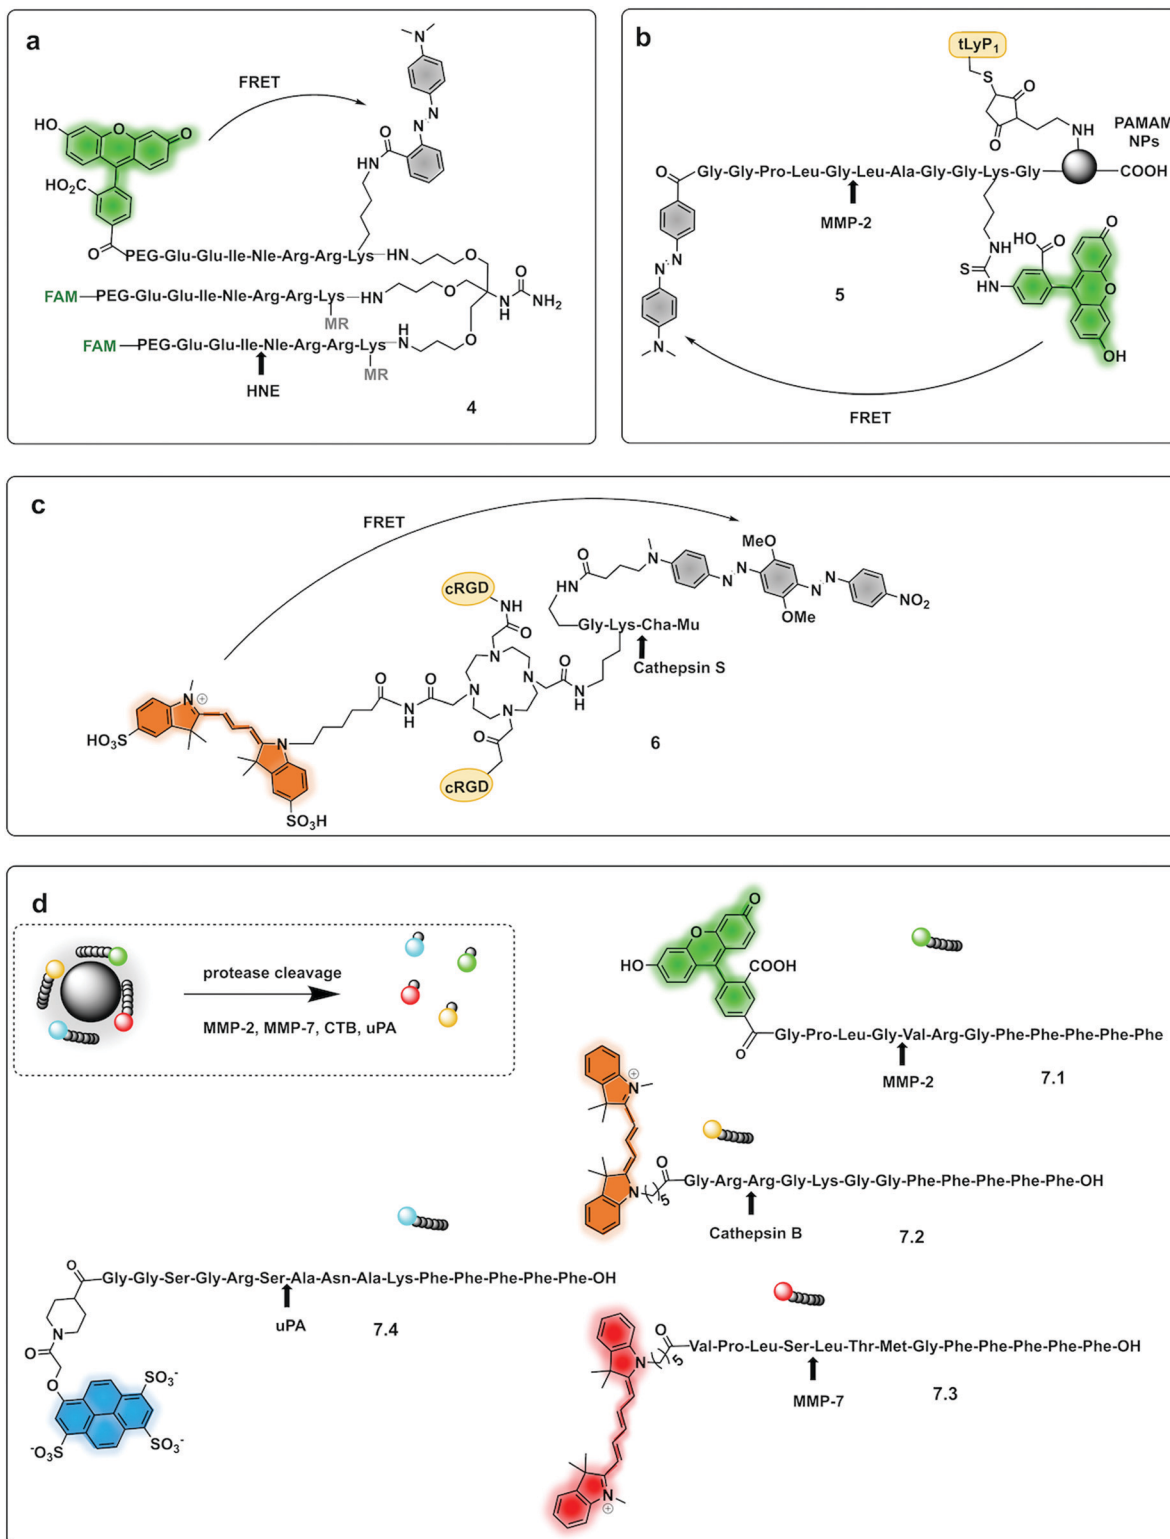 a
FRET
HO
O
O
HO₂C
O
N
N
N
O
HN
PEG-Glu-Glu-Ile-Nle-Arg-Arg-Lys
HN
O
FAM
PEG-Glu-Glu-Ile-Nle-Arg-Arg-Lys
HN
O
N
H
O
NH₂
MR
FAM
PEG-Glu-Glu-Ile-Nle-Arg-Arg-Lys
HN
O
MR
HNE
4
b
tLyP₁
S
O
N
O
NH
PAMAM
NPs
O
Gly-Gly-Pro-Leu-Gly-Leu-Ala-Gly-Gly-Lys-Gly
COOH
MMP-2
N
N
N
NH
S
NH
HO
O
O
O
OH
5
FRET
c
FRET
cRGD
NH
O
O
NH
N
MeO
N
N
OMe
N
N
NO₂
Gly-Lys-Cha-Mu
Cathepsin S
N
N
N
N
O
N
H
O
O
N
H
O
cRGD
N
⊕
N
HO₃S
SO₃H
6
d
protease cleavage
MMP-2, MMP-7, CTB, uPA
O
O
HO
COOH
O
Gly-Pro-Leu-Gly-Val-Arg-Gly-Phe-Phe-Phe-Phe-Phe
MMP-2
7.1
⊕
N
N
5
O
Gly-Arg-Arg-Gly-Lys-Gly-Gly-Phe-Phe-Phe-Phe-Phe-OH
Cathepsin B
7.2
O
Gly-Gly-Ser-Gly-Arg-Ser-Ala-Asn-Ala-Lys-Phe-Phe-Phe-Phe-Phe-OH
uPA
7.4
N
O
O
SO₃⁻
⁻O₃S
SO₃⁻
N
5
O
Val-Pro-Leu-Ser-Leu-Thr-Met-Gly-Phe-Phe-Phe-Phe-Phe-OH
MMP-7
7.3
N
⊕